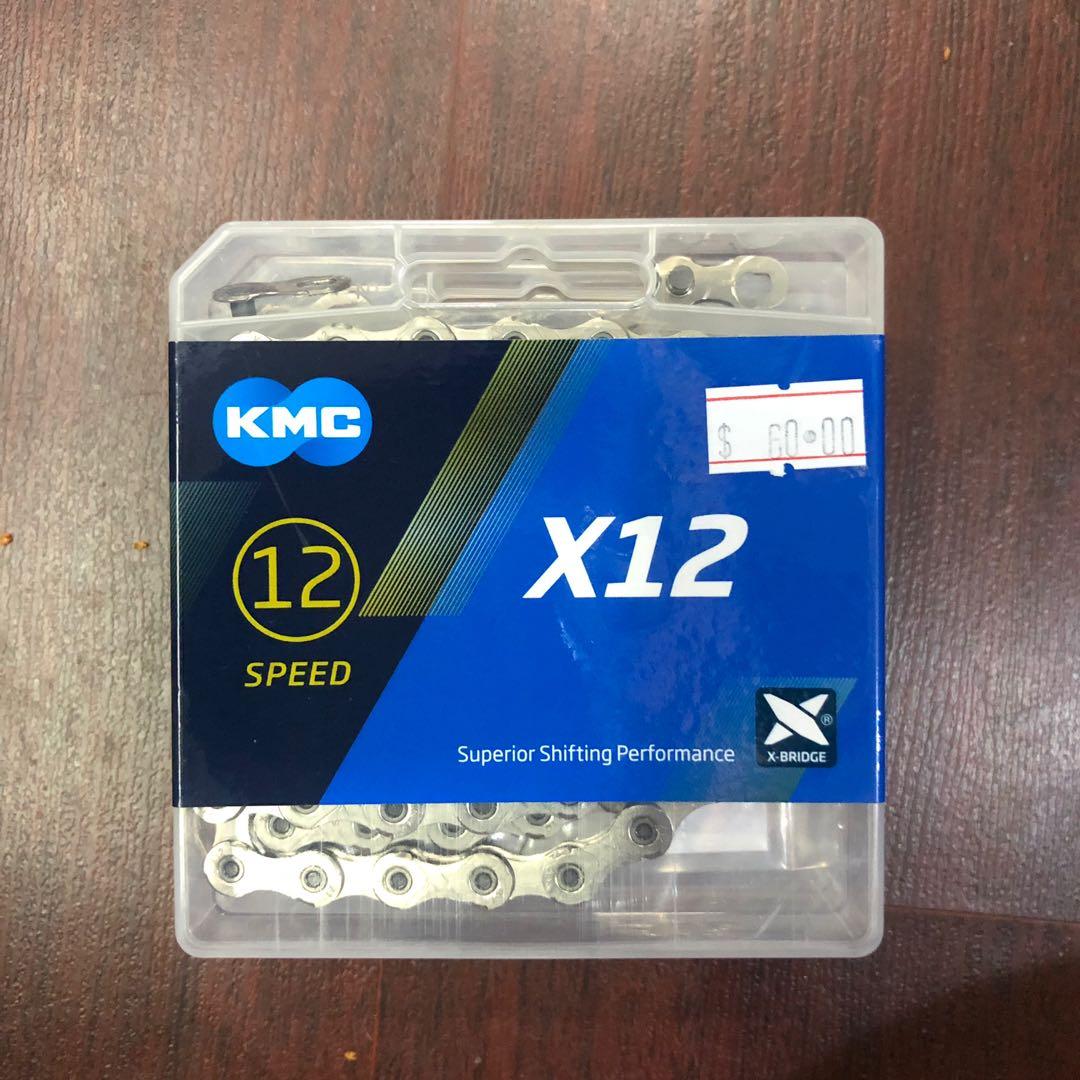 KMC
$ 60.00
12
SPEED
X12
Superior Shifting Performance
®
X-BRIDGE